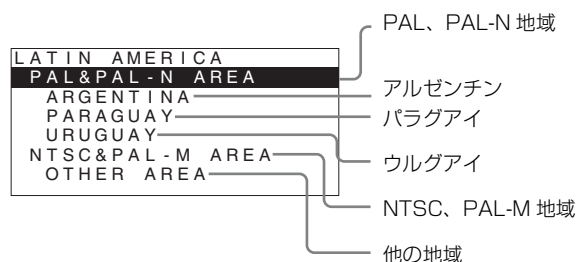 LATIN AMERICA
PAL&PAL-N AREA
ARGENTINA
PARAGUAY
URUGUAY
NTSC&PAL-M AREA
OTHER AREA
PAL、PAL-N 地域
アルゼンチン
パラグアイ
ウルグアイ
NTSC、PAL-M 地域
他の地域